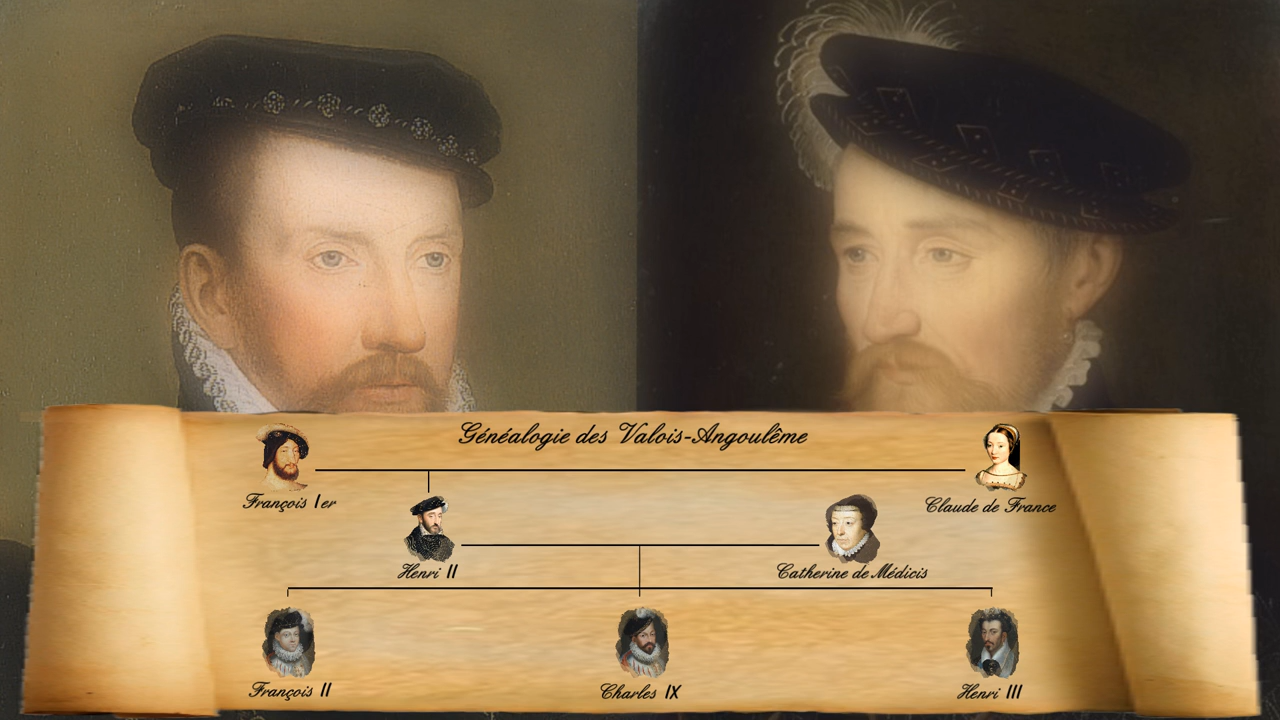 Généalogie des Valois-Angoulême
François 1er
Claude de France
Henri II
Catherine de Médicis
François II
Charles IX
Henri III